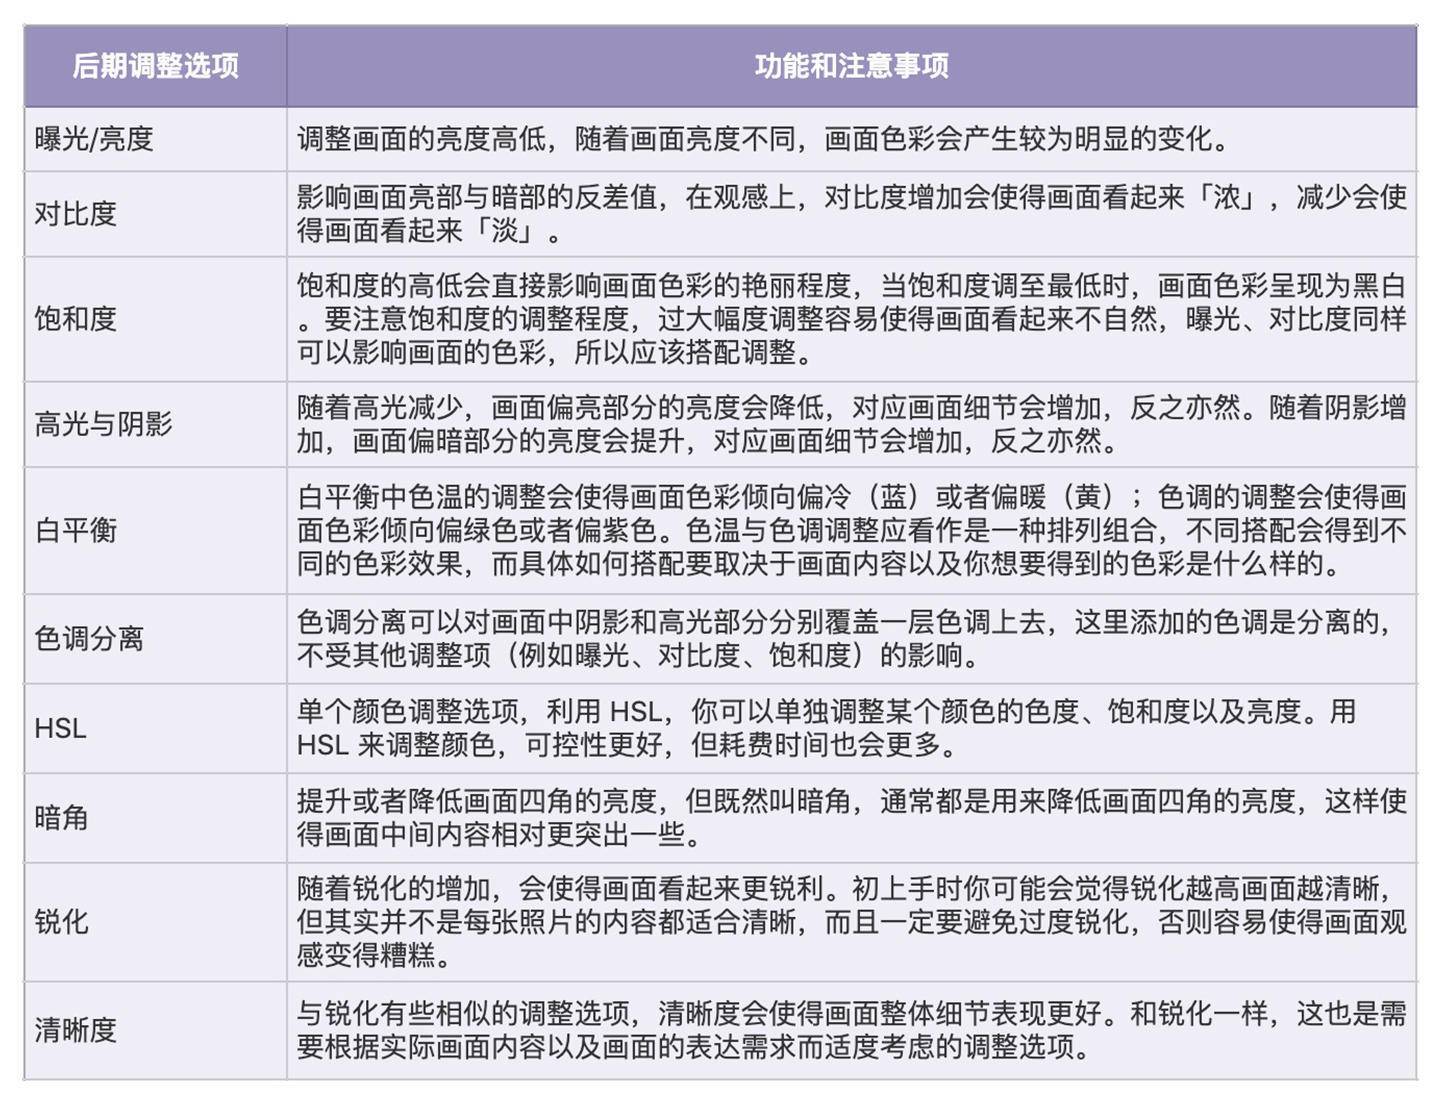 后期调整选项
功能和注意事项
曝光/亮度
调整画面的亮度高低，随着画面亮度不同，画面色彩会产生较为明显的变化。
对比度
影响画面亮部与暗部的反差值，在观感上，对比度增加会使得画面看起来「浓」，减少会使
得画面看起来「淡」。
饱和度
饱和度的高低会直接影响画面色彩的艳丽程度，当饱和度调至最低时，画面色彩呈现为黑白
。要注意饱和度的调整程度，过大幅度调整容易使得画面看起来不自然，曝光、对比度同样
可以影响画面的色彩，所以应该搭配调整。
高光与阴影
随着高光减少，画面偏亮部分的亮度会降低，对应画面细节会增加，反之亦然。随着阴影增
加，画面偏暗部分的亮度会提升，对应画面细节会增加，反之亦然。
白平衡
白平衡中色温的调整会使得画面色彩倾向偏冷（蓝）或者偏暖（黄）；色调的调整会使得画
面色彩倾向偏绿色或者偏紫色。色温与色调调整应看作是一种排列组合，不同搭配会得到不
同的色彩效果，而具体如何搭配要取决于画面内容以及你想要得到的色彩是什么样的。
色调分离
色调分离可以对画面中阴影和高光部分分别覆盖一层色调上去，这里添加的色调是分离的，
不受其他调整项（例如曝光、对比度、饱和度）的影响。
HSL
单个颜色调整选项，利用 HSL，你可以单独调整某个颜色的色度、饱和度以及亮度。用
HSL 来调整颜色，可控性更好，但耗费时间也会更多。
暗角
提升或者降低画面四角的亮度，但既然叫暗角，通常都是用来降低画面四角的亮度，这样使
得画面中间内容相对更突出一些。
锐化
随着锐化的增加，会使得画面看起来更锐利。初上手时你可能会觉得锐化越高画面越清晰，
但其实并不是每张照片的内容都适合清晰，而且一定要避免过度锐化，否则容易使得画面观
感变得糟糕。
清晰度
与锐化有些相似的调整选项，清晰度会使得画面整体细节表现更好。和锐化一样，这也是需
要根据实际画面内容以及画面的表达需求而适度考虑的调整选项。